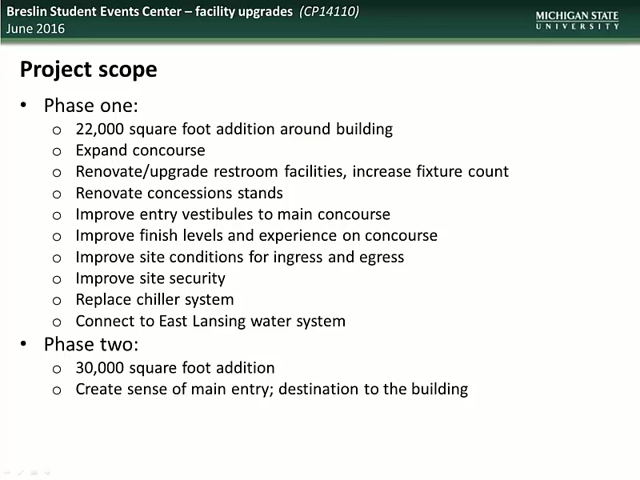 Breslin Student Events Center – facility upgrades (CP14110)
June 2016
MICHIGAN STATE
UNIVERSITY
Project scope
• Phase one:
o 22,000 square foot addition around building
o Expand concourse
o Renovate/upgrade restroom facilities, increase fixture count
o Renovate concessions stands
o Improve entry vestibules to main concourse
o Improve finish levels and experience on concourse
o Improve site conditions for ingress and egress
o Improve site security
o Replace chiller system
o Connect to East Lansing water system
• Phase two:
o 30,000 square foot addition
o Create sense of main entry; destination to the building